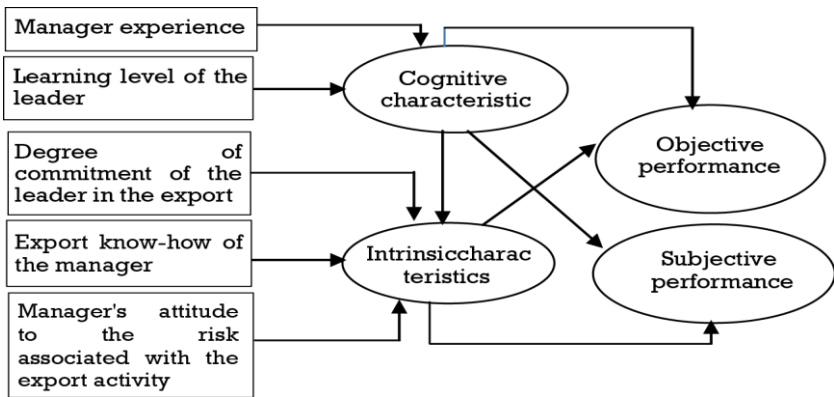 Manager experience
Learning level of the
leader
Degree of
commitment of the
leader in the export
Export know-how of
the manager
Manager's attitude
to the risk
associated with the
export activity
Cognitive
characteristic
Intrinsiccharac
teristics
Objective
performance
Subjective
performance